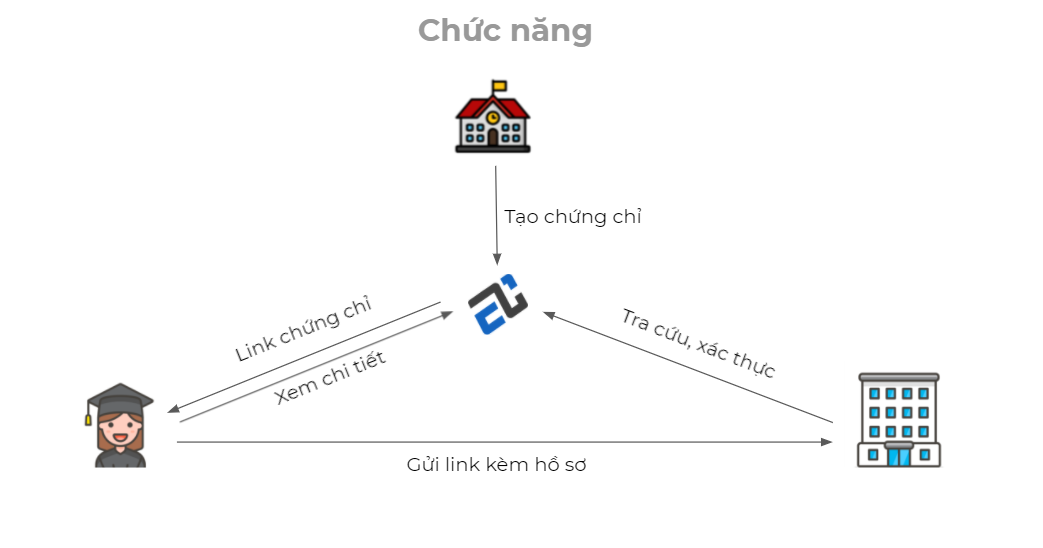 Chức năng
Tạo chứng chỉ
Link chứng chỉ
Xem chi tiết
Tra cứu, xác thực
Gửi link kèm hồ sơ